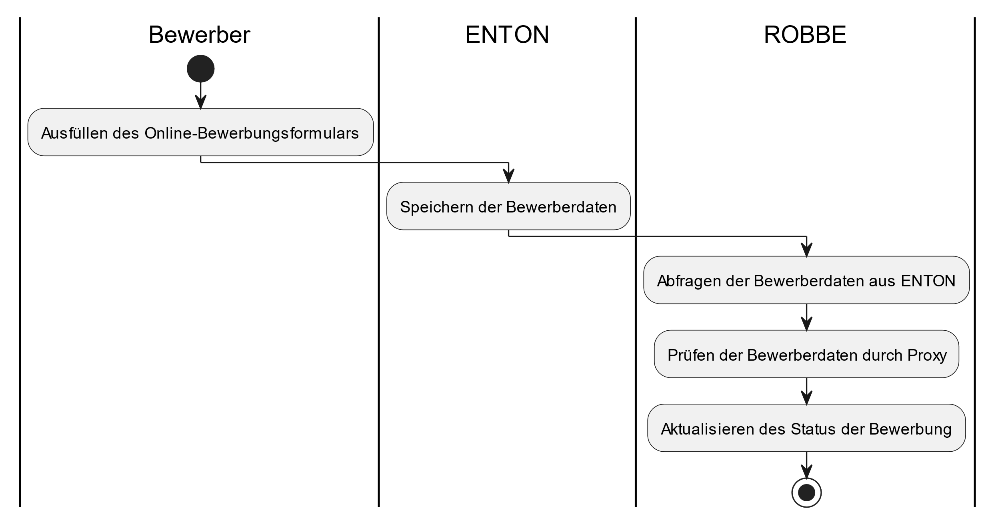 Bewerber
ENTON
ROBBE
Ausfüllen des Online-Bewerbungsformulars
Speichern der Bewerberdaten
Abfragen der Bewerberdaten aus ENTON
Prüfen der Bewerberdaten durch Proxy
Aktualisieren des Status der Bewerbung